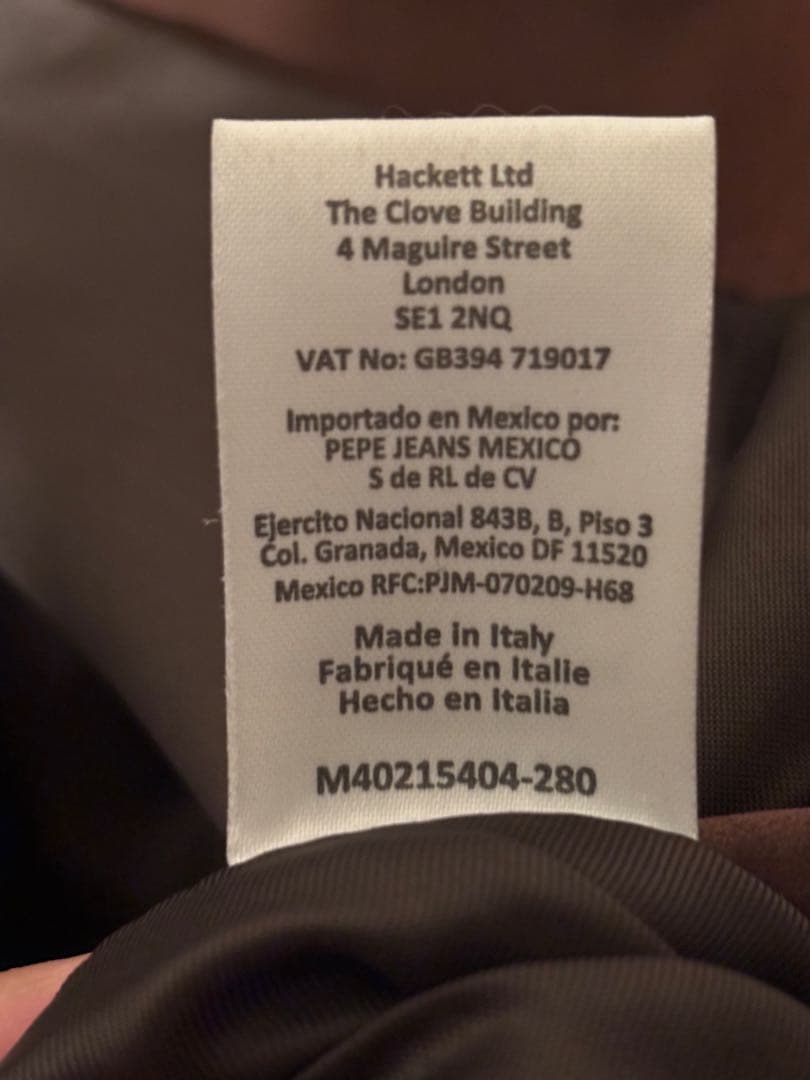 Hackett Ltd
The Clove Building
4 Maguire Street
London
SE1 2NQ
VAT No: GB394 719017
Importado en Mexico por:
PEPE JEANS MEXICO
S de RL de CV
Ejercito Nacional 843B, B, Piso 3
Col. Granada, Mexico DF 11520
Mexico RFC:PJM-070209-H68
Made in Italy
Fabriqué en Italie
Hecho en Italia
M40215404-280